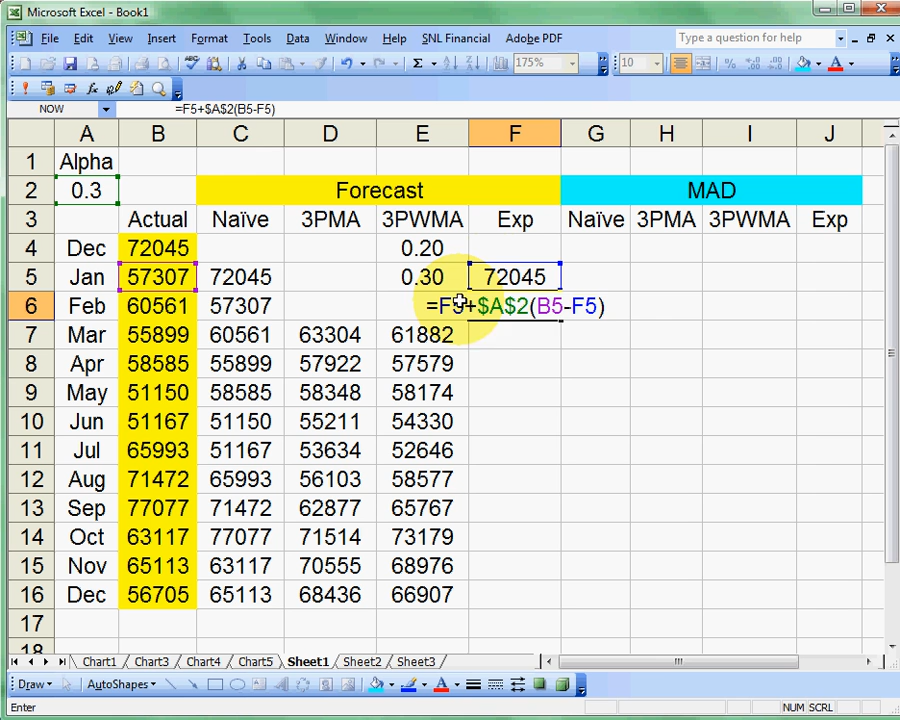 Microsoft Excel - Book1
File Edit View Insert Format Tools Data Window Help SNL Financial Adobe PDF Type a question for help
175% 10
NOW =F5+$A$2(B5-F5)
A B C D E F G H I J
1 Alpha
2 0.3 Forecast MAD
3 Actual Naïve 3PMA 3PWMA Exp Naïve 3PMA 3PWMA Exp
4 Dec 72045 0.20
5 Jan 57307 72045 0.30 72045
6 Feb 60561 57307 =F5+$A$2(B5-F5)
7 Mar 55899 60561 63304 61882
8 Apr 58585 55899 57922 57579
9 May 51150 58585 58348 58174
10 Jun 51167 51150 55211 54330
11 Jul 65993 51167 53634 52646
12 Aug 71472 65993 56103 58577
13 Sep 77077 71472 62877 65767
14 Oct 63117 77077 71514 73179
15 Nov 65113 63117 70555 68976
16 Dec 56705 65113 68436 66907
17
18
Chart1 Chart3 Chart4 Chart5 Sheet1 Sheet2 Sheet3
Draw AutoShapes
Enter NUM SCRL